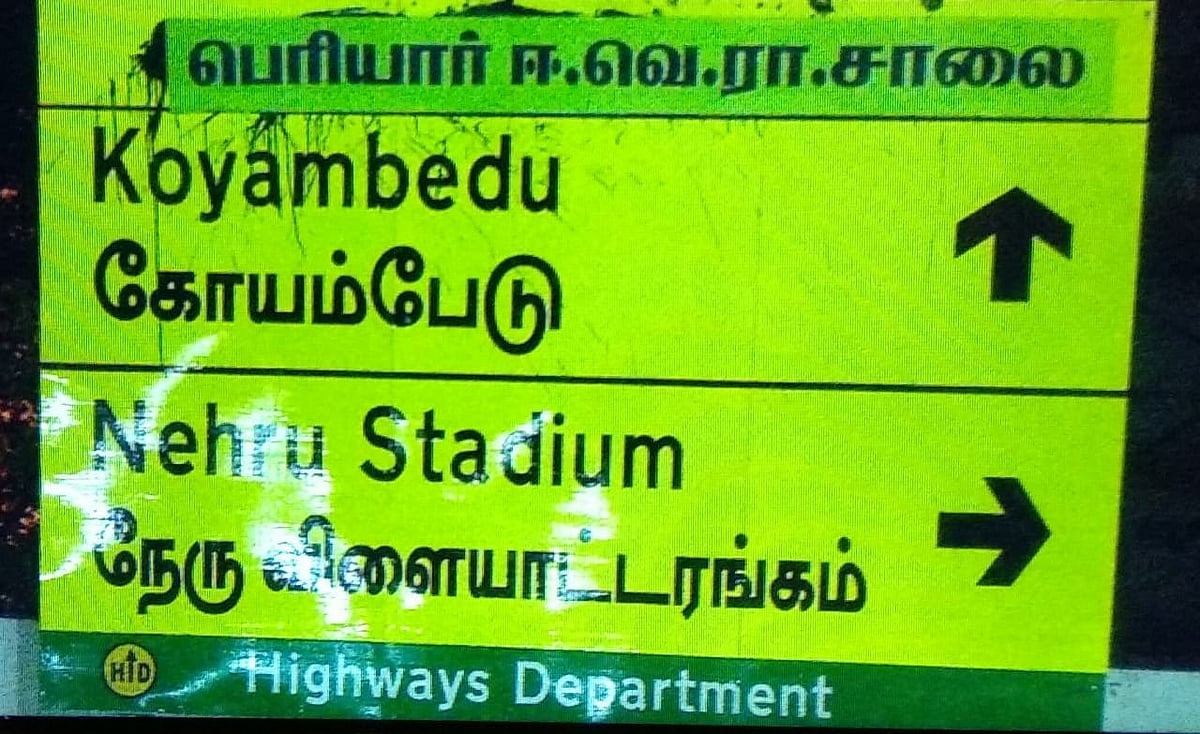 பெரியார் ஈ.வெ.ரா.சாலை
Koyambedu
கோயம்பேடு
Nehru Stadium
நேரு விளையாட்டரங்கம்
HD Highways Department